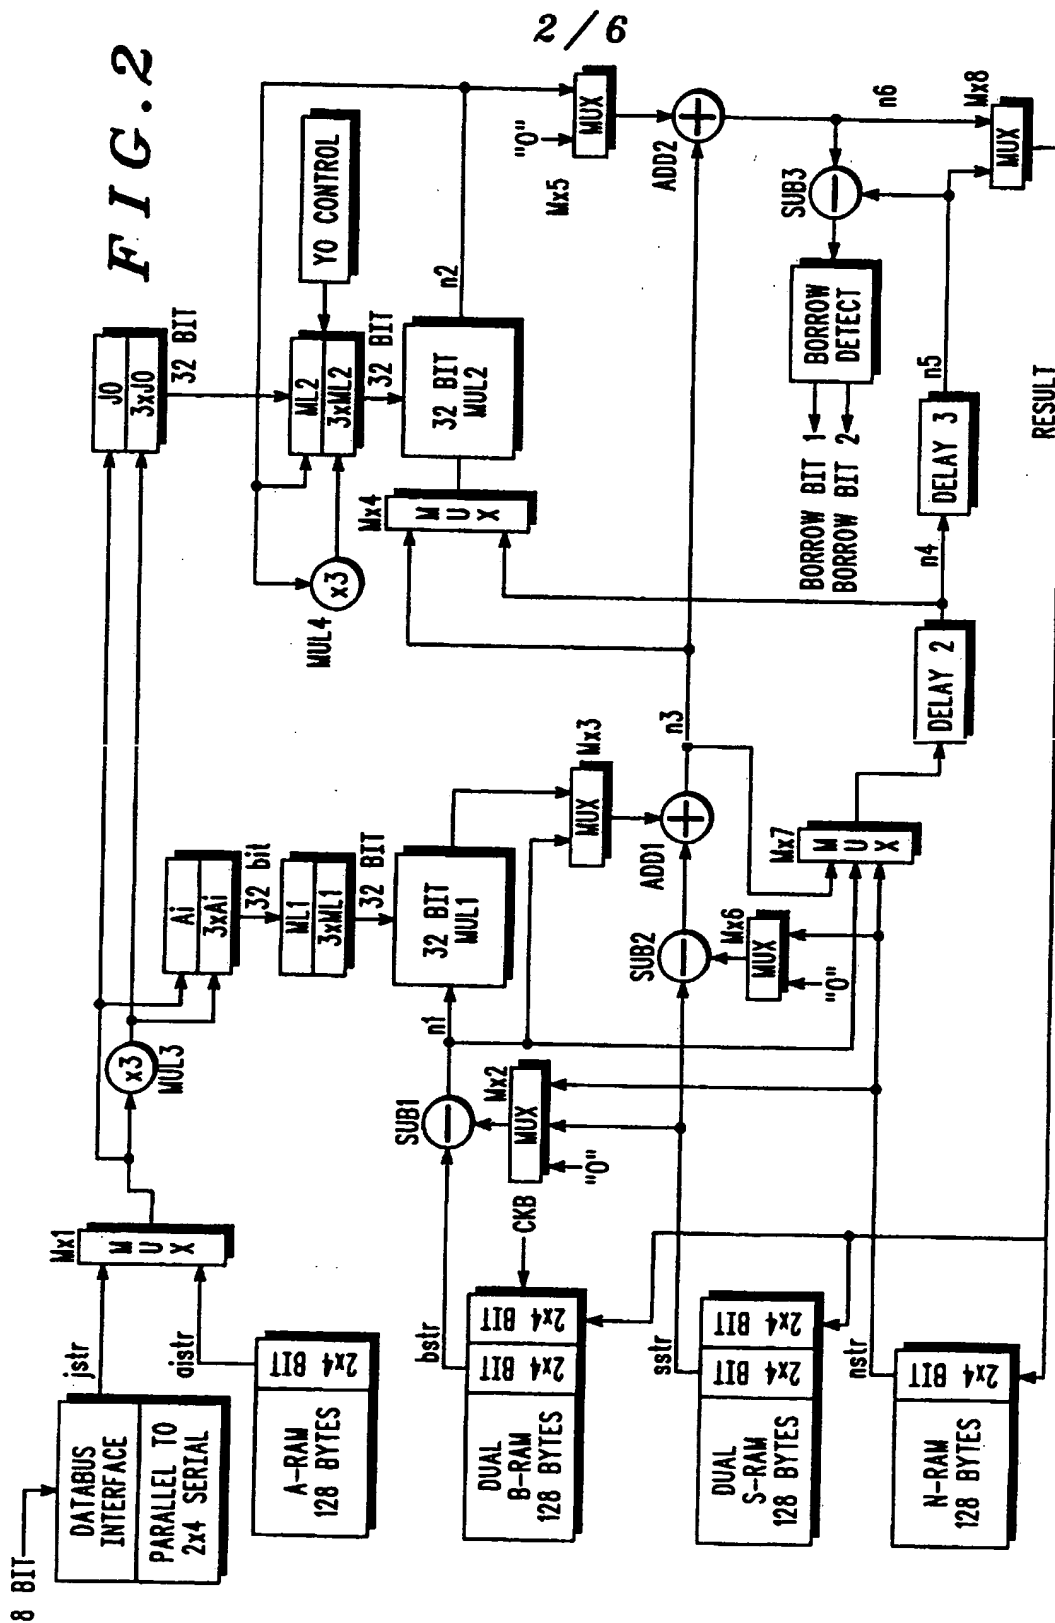 2/6
FIG.2
8 BIT
DATABUS
INTERFACE
PARALLEL TO
2x4 SERIAL
jstr
aistr
A-RAM
128 BYTES
2x4 BIT
Mx1
MUX
x3
MUL3
Ai
3xAi
32 bit
ML1
3xML1
32 BIT
J0
3xJ0
32 BIT
YO CONTROL
ML2
3xML2
32 BIT
x3
MUL4
32 BIT
MUL2
n2
Mx4
MUX
"0"
Mx5
MUX
ADD2
DUAL
B-RAM
128 BYTES
2x4 BIT
2x4 BIT
bstr
CKB
SUB1
Mx2
MUX
"0"
n1
32 BIT
MUL1
MUX
Mx3
DUAL
S-RAM
128 BYTES
2x4 BIT
2x4 BIT
sstr
SUB2
Mx6
MUX
"0"
ADD1
n3
N-RAM
128 BYTES
2x4 BIT
nstr
Mx7
MUX
DELAY 2
n4
DELAY 3
n5
BORROW BIT 1
BORROW BIT 2
BORROW
DETECT
SUB3
n6
Mx8
MUX
RESULT